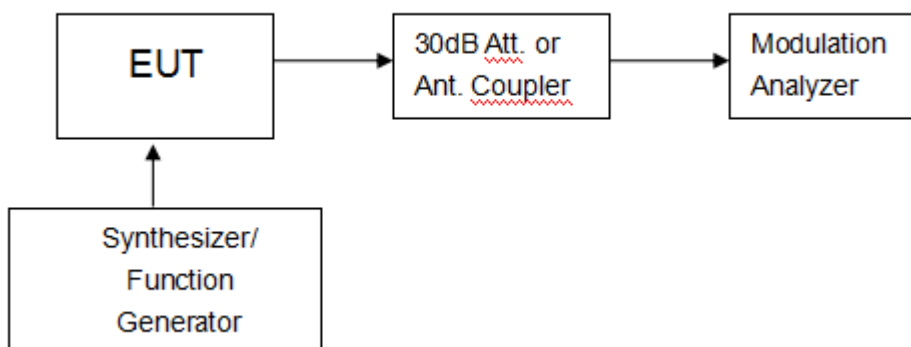 EUT
30dB Att. or
Ant. Coupler
Modulation
Analyzer
Synthesizer/
Function
Generator